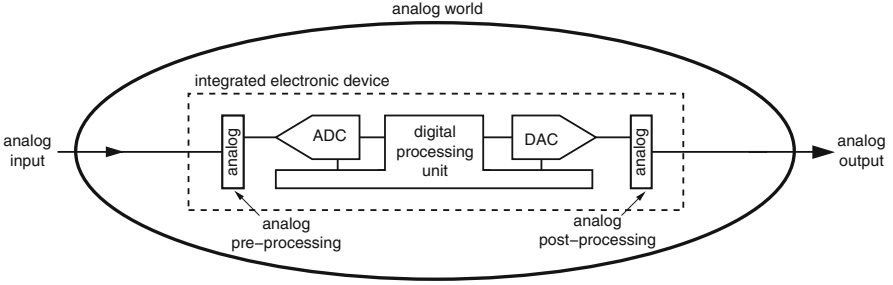 analog world
integrated electronic device
analog
input
analog
ADC
digital
processing
unit
DAC
analog
analog
output
analog
pre-processing
analog
post-processing